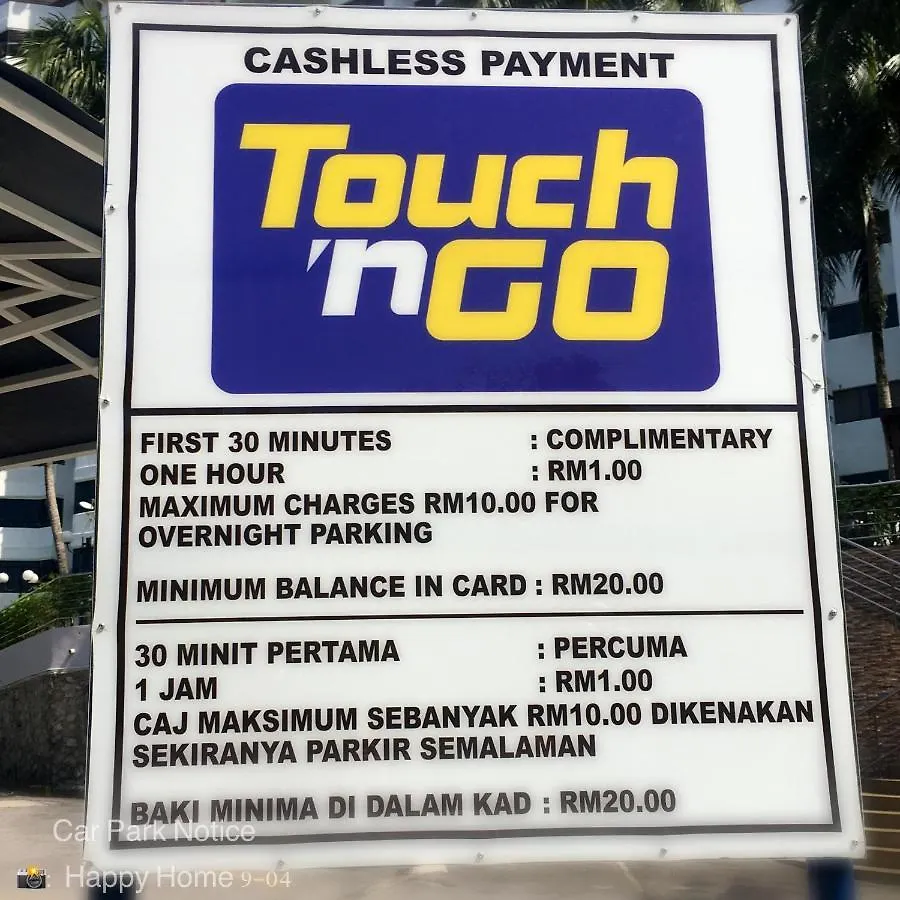 CASHLESS PAYMENT
Touch
'n GO
FIRST 30 MINUTES : COMPLIMENTARY
ONE HOUR : RM1.00
MAXIMUM CHARGES RM10.00 FOR
OVERNIGHT PARKING
MINIMUM BALANCE IN CARD : RM20.00
30 MINIT PERTAMA : PERCUMA
1 JAM : RM1.00
CAJ MAKSIMUM SEBANYAK RM10.00 DIKENAKAN
SEKIRANYA PARKIR SEMALAMAN
BAKI MINIMA DI DALAM KAD : RM20.00
Car Park Notice
📸: Happy Home 9-04